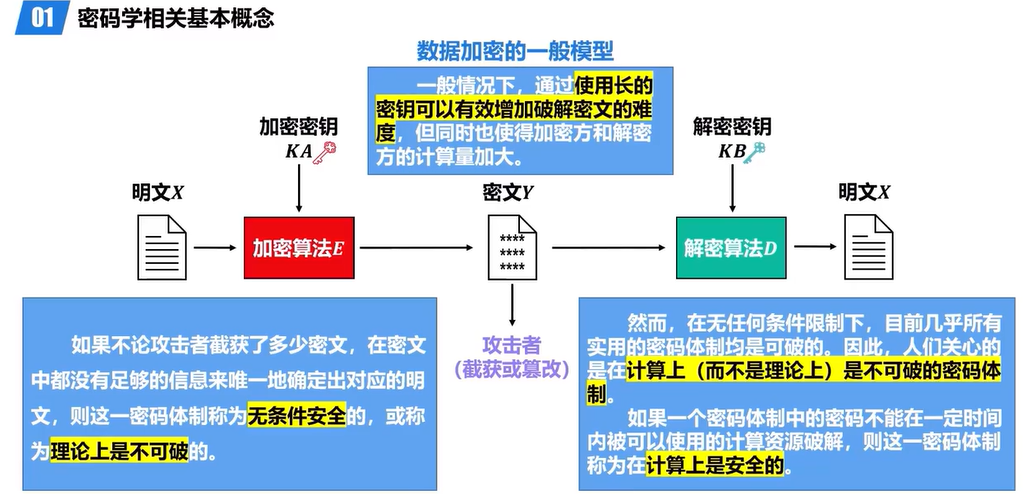 01 密码学相关基本概念
数据加密的一般模型
一般情况下，通过使用长的
密钥可以有效增加破解密文的难
度，但同时也使得加密方和解密
方的计算量加大。
加密密钥
KA
解密密钥
KB
明文X
密文Y
明文X
加密算法E
****
****
****
解密算法D
攻击者
（截获或篡改）
如果不论攻击者截获了多少密文，在密文
中都没有足够的信息来唯一地确定出对应的明
文，则这一密码体制称为无条件安全的，或称
为理论上是不可破的。
然而，在无任何条件限制下，目前几乎所有
实用的密码体制均是可破的。因此，人们关心的
是在计算上（而不是理论上）是不可破的密码体
制。
如果一个密码体制中的密码不能在一定时间
内被可以使用的计算资源破解，则这一密码体制
称为在计算上是安全的。